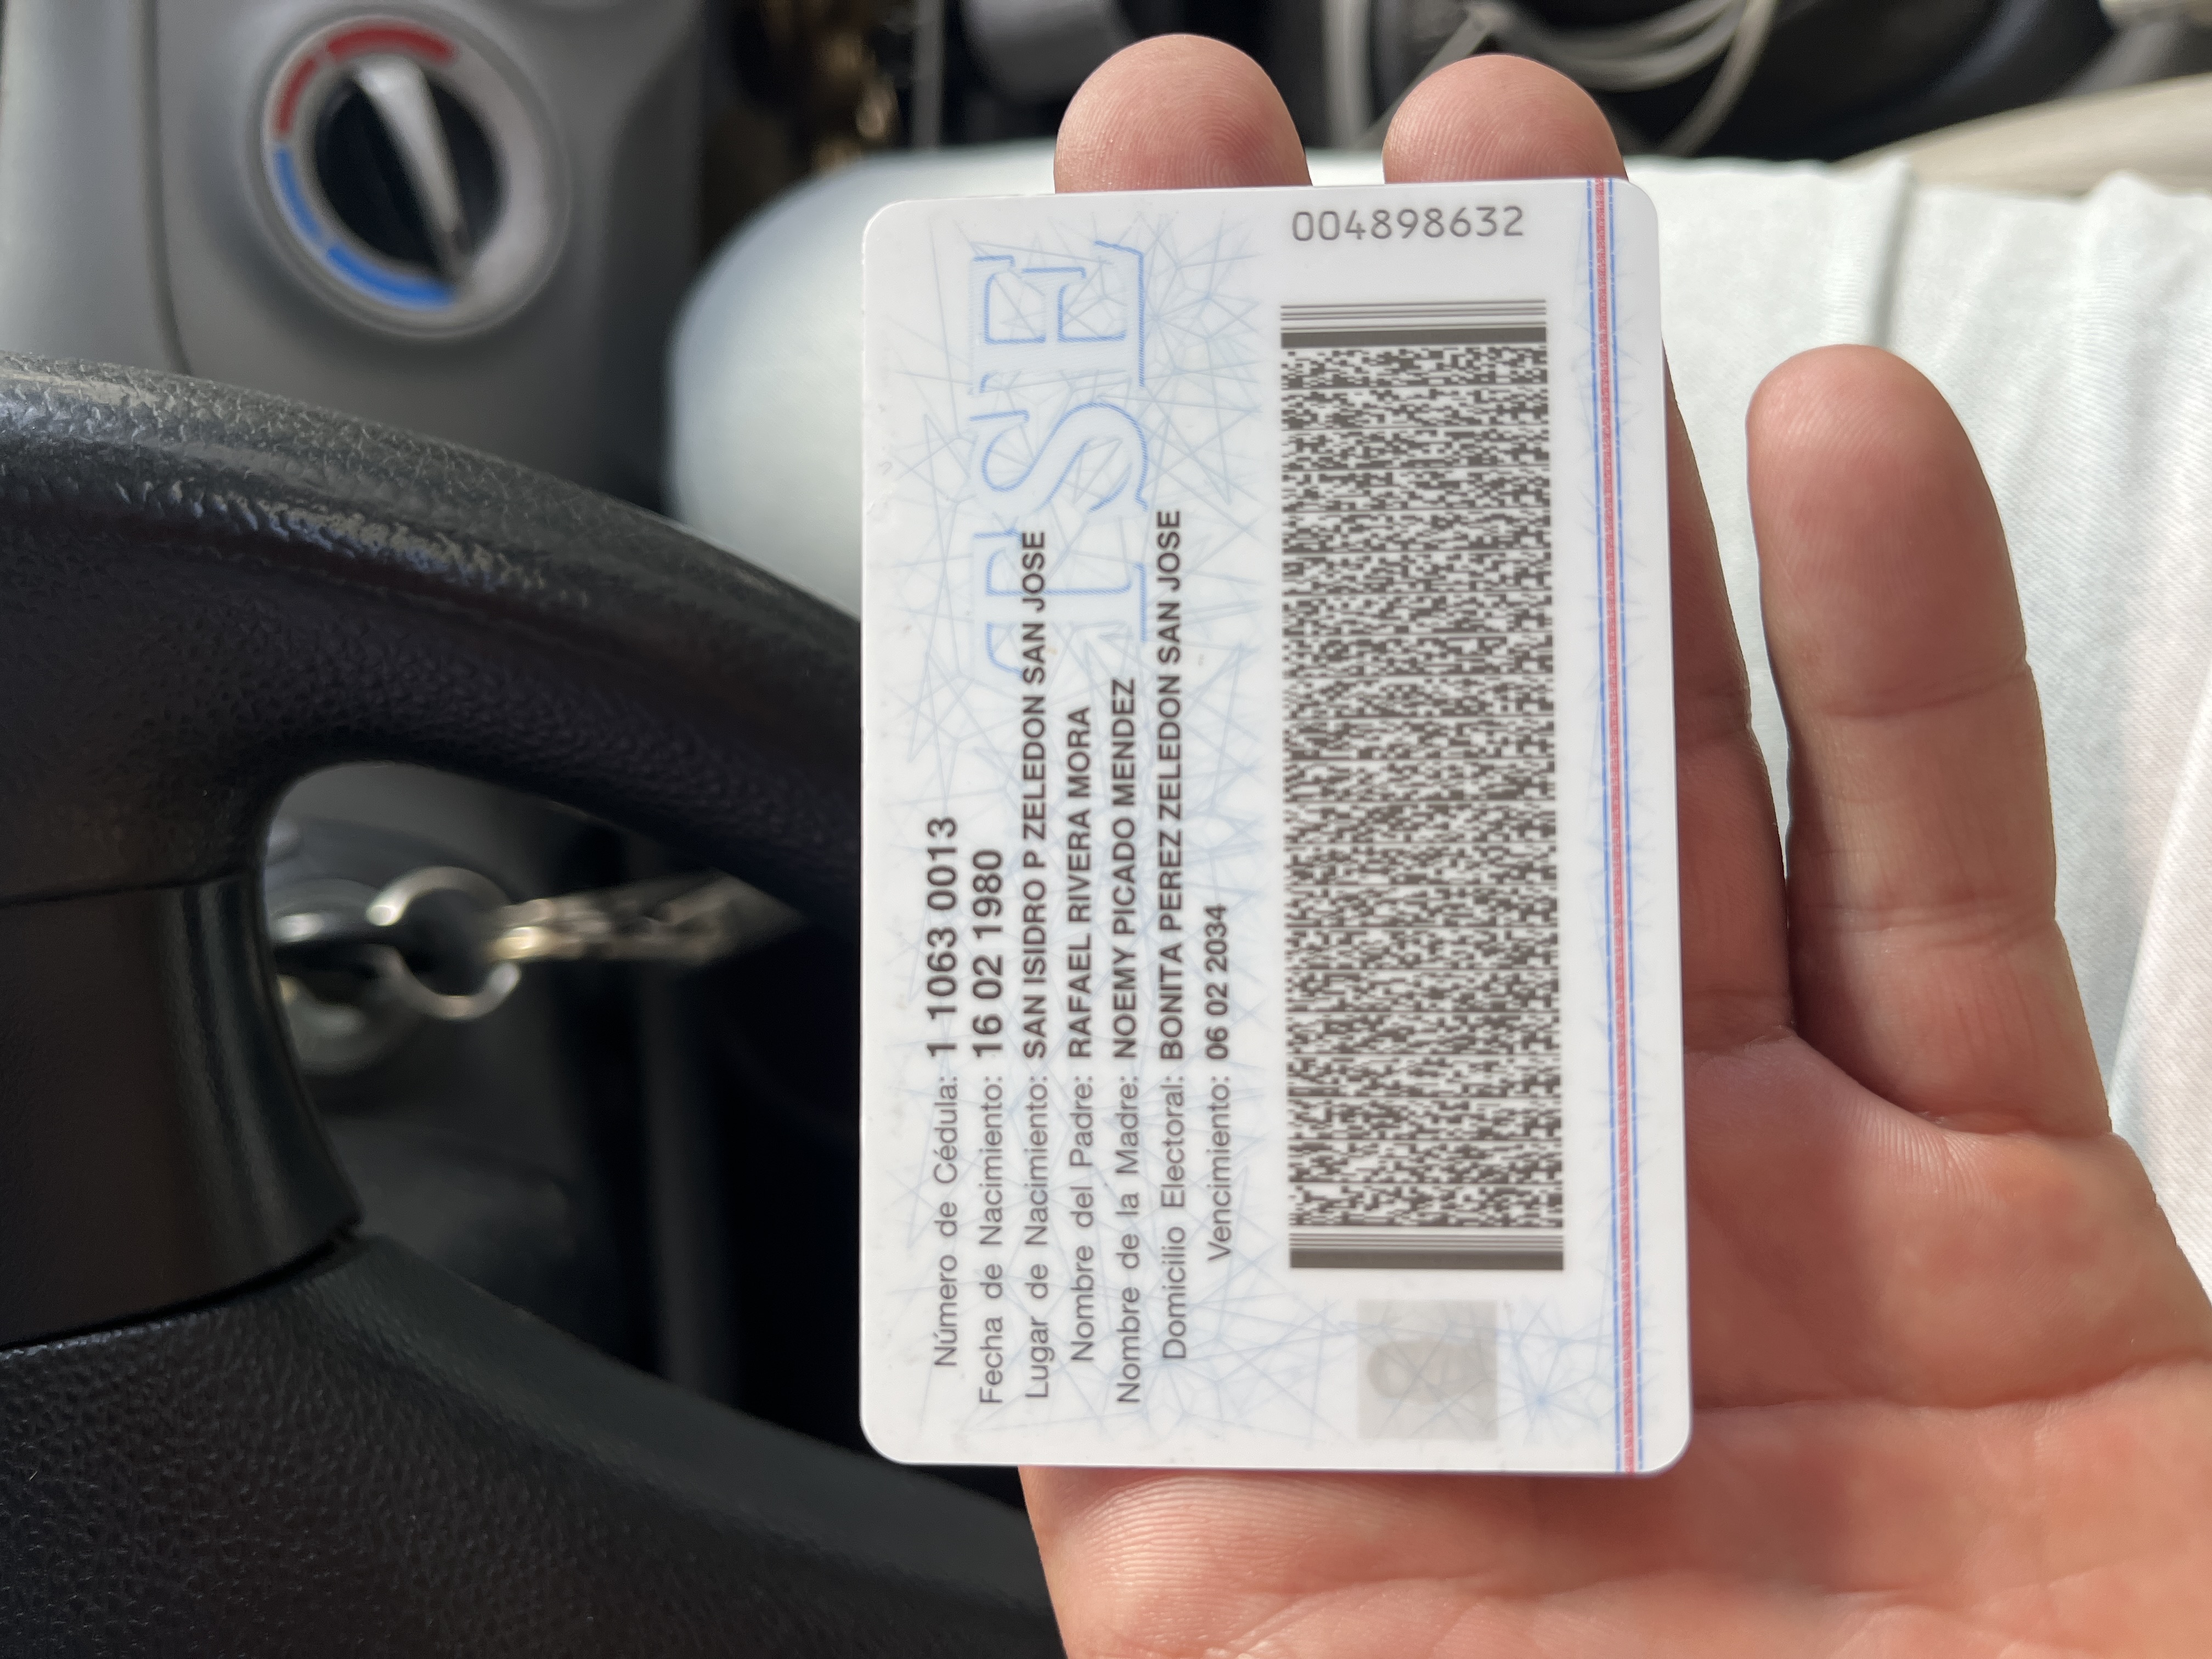 TSE
Número de Cédula: 1 1063 0013
Fecha de Nacimiento: 16 02 1980
Lugar de Nacimiento: SAN ISIDRO P ZELEDON SAN JOSE
Nombre del Padre: RAFAEL RIVERA MORA
Nombre de la Madre: NOEMY PICADO MENDEZ
Domicilio Electoral: BONITA PEREZ ZELEDON SAN JOSE
Vencimiento: 06 02 2034
004898632